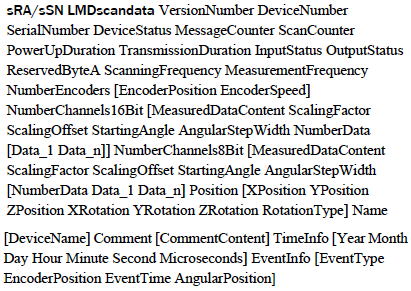 sRA/sSN LMDscandata VersionNumber DeviceNumber
SerialNumber DeviceStatus MessageCounter ScanCounter
PowerUpDuration TransmissionDuration InputStatus OutputStatus
ReservedByteA ScanningFrequency MeasurementFrequency
NumberEncoders [EncoderPosition EncoderSpeed]
NumberChannels16Bit [MeasuredDataContent ScalingFactor
ScalingOffset StartingAngle AngularStepWidth NumberData
[Data_1 Data_n]] NumberChannels8Bit [MeasuredDataContent
ScalingFactor ScalingOffset StartingAngle AngularStepWidth
[NumberData Data_1 Data_n] Position [XPosition YPosition
ZPosition XRotation YRotation ZRotation RotationType] Name
[DeviceName] Comment [CommentContent] TimeInfo [Year Month
Day Hour Minute Second Microseconds] EventInfo [EventType
EncoderPosition EventTime AngularPosition]